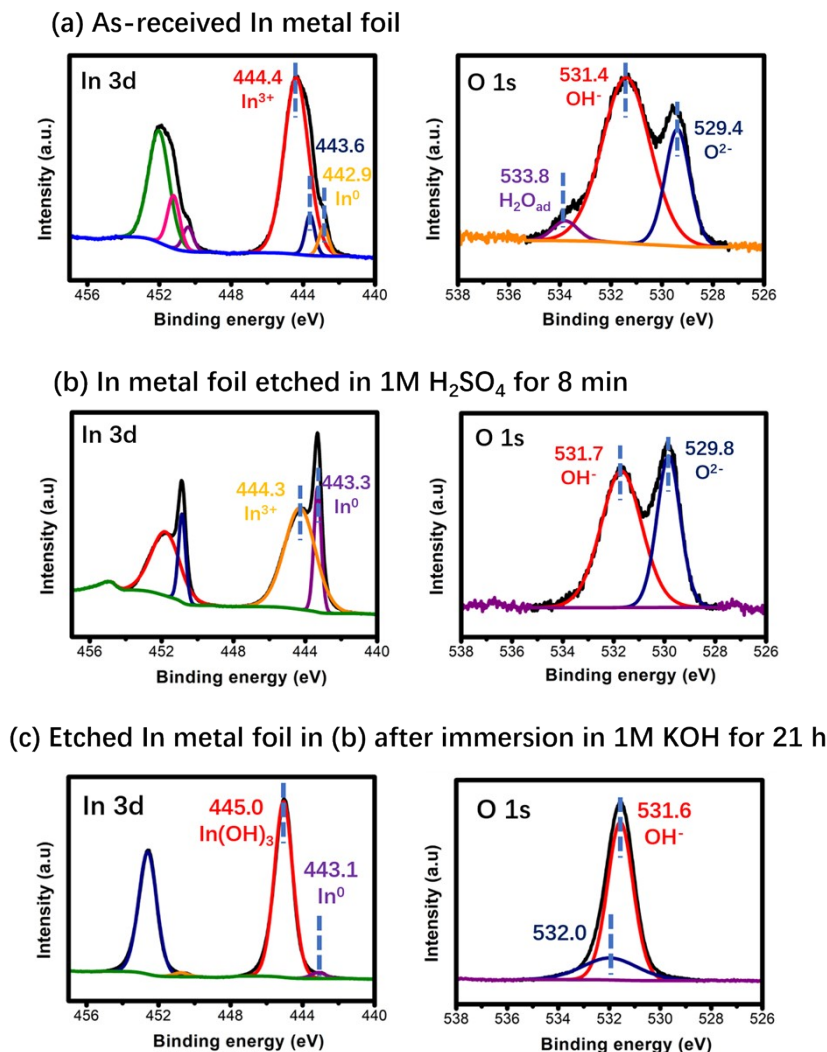 (a) As-received In metal foil
In 3d
444.4
In³⁺
443.6
442.9
In⁰
Intensity (a.u.)
456 452 448 444 440
Binding energy (eV)
O 1s
531.4
OH⁻
529.4
O²⁻
533.8
H₂Oad
Intensity (a.u.)
538 536 534 532 530 528 526
Binding energy (eV)
(b) In metal foil etched in 1M H₂SO₄ for 8 min
In 3d
444.3
In³⁺
443.3
In⁰
Intensity (a.u)
456 452 448 444 440
Binding energy (eV)
O 1s
531.7
OH⁻
529.8
O²⁻
Intensity (a.u)
538 536 534 532 530 528 526
Binding energy (eV)
(c) Etched In metal foil in (b) after immersion in 1M KOH for 21 h
In 3d
445.0
In(OH)₃
443.1
In⁰
Intensity (a.u)
456 452 448 444 440
Binding energy (eV)
O 1s
531.6
OH⁻
532.0
Intensity (a.u)
538 536 534 532 530 528 526
Binding energy (eV)